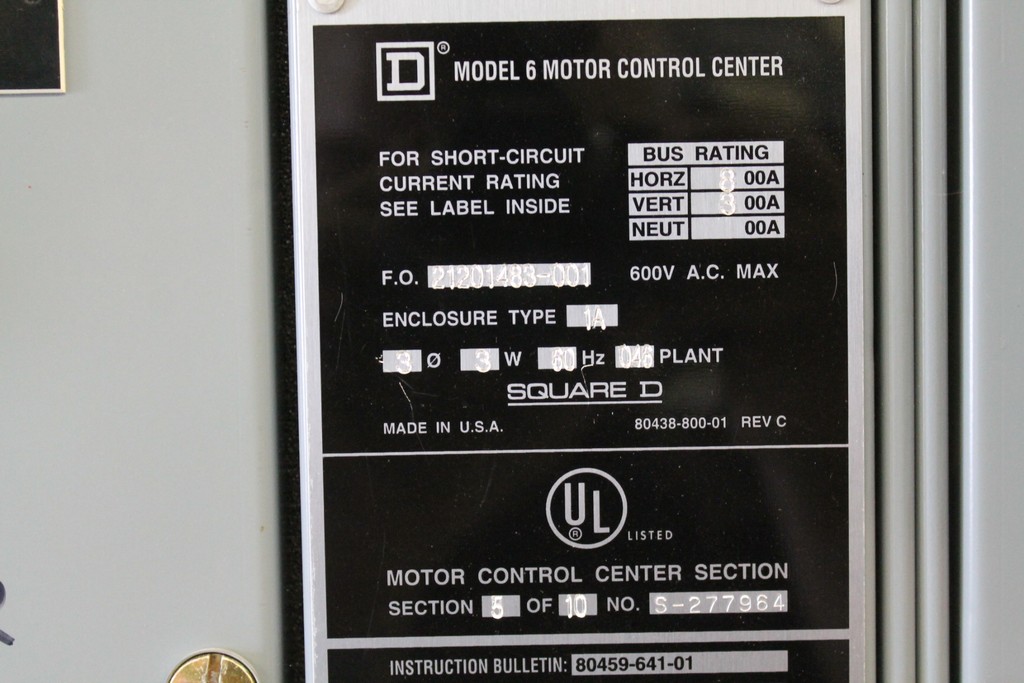 D® MODEL 6 MOTOR CONTROL CENTER
FOR SHORT-CIRCUIT
CURRENT RATING
SEE LABEL INSIDE
BUS RATING
HORZ 8 00A
VERT 3 00A
NEUT 00A
F.O. 21201483-001 600V A.C. MAX
ENCLOSURE TYPE 1A
3 Ø 3 W 60 Hz PLANT
SQUARE D
MADE IN U.S.A. 80438-800-01 REV C
UL ® LISTED
MOTOR CONTROL CENTER SECTION
SECTION 5 OF 10 NO. S-277964
INSTRUCTION BULLETIN: 80459-641-01